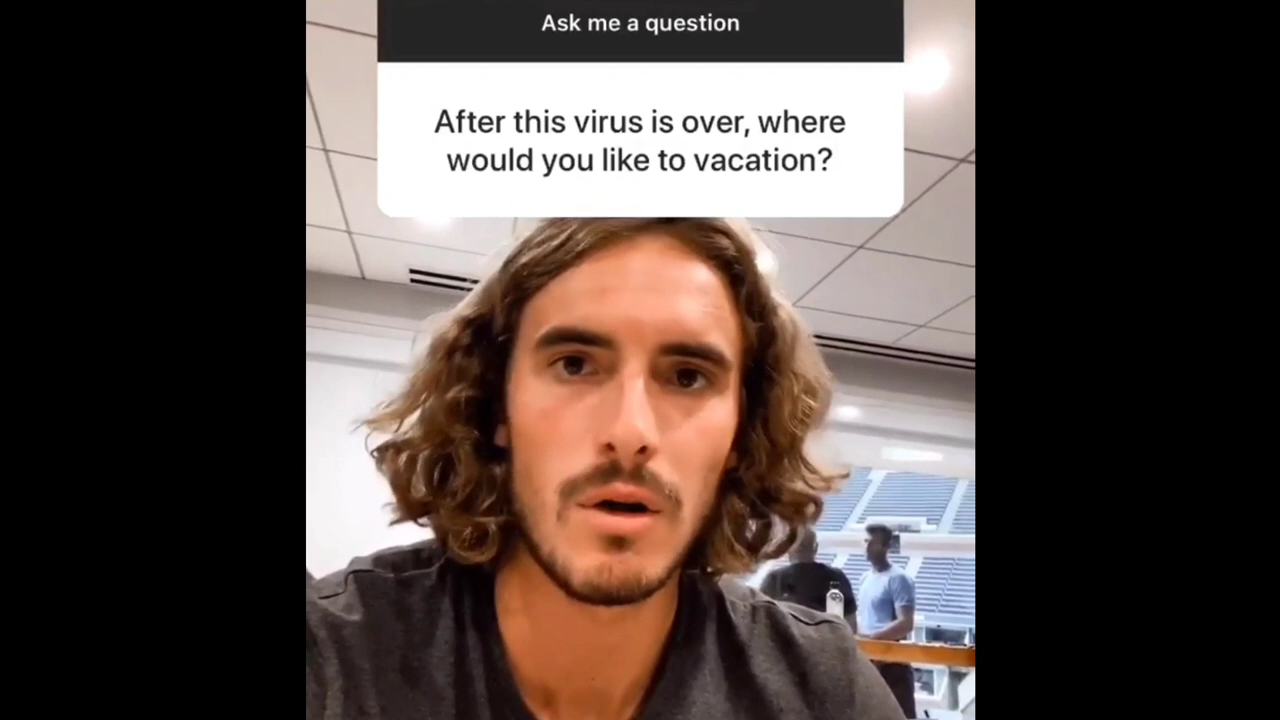 Ask me a question
After this virus is over, where
would you like to vacation?